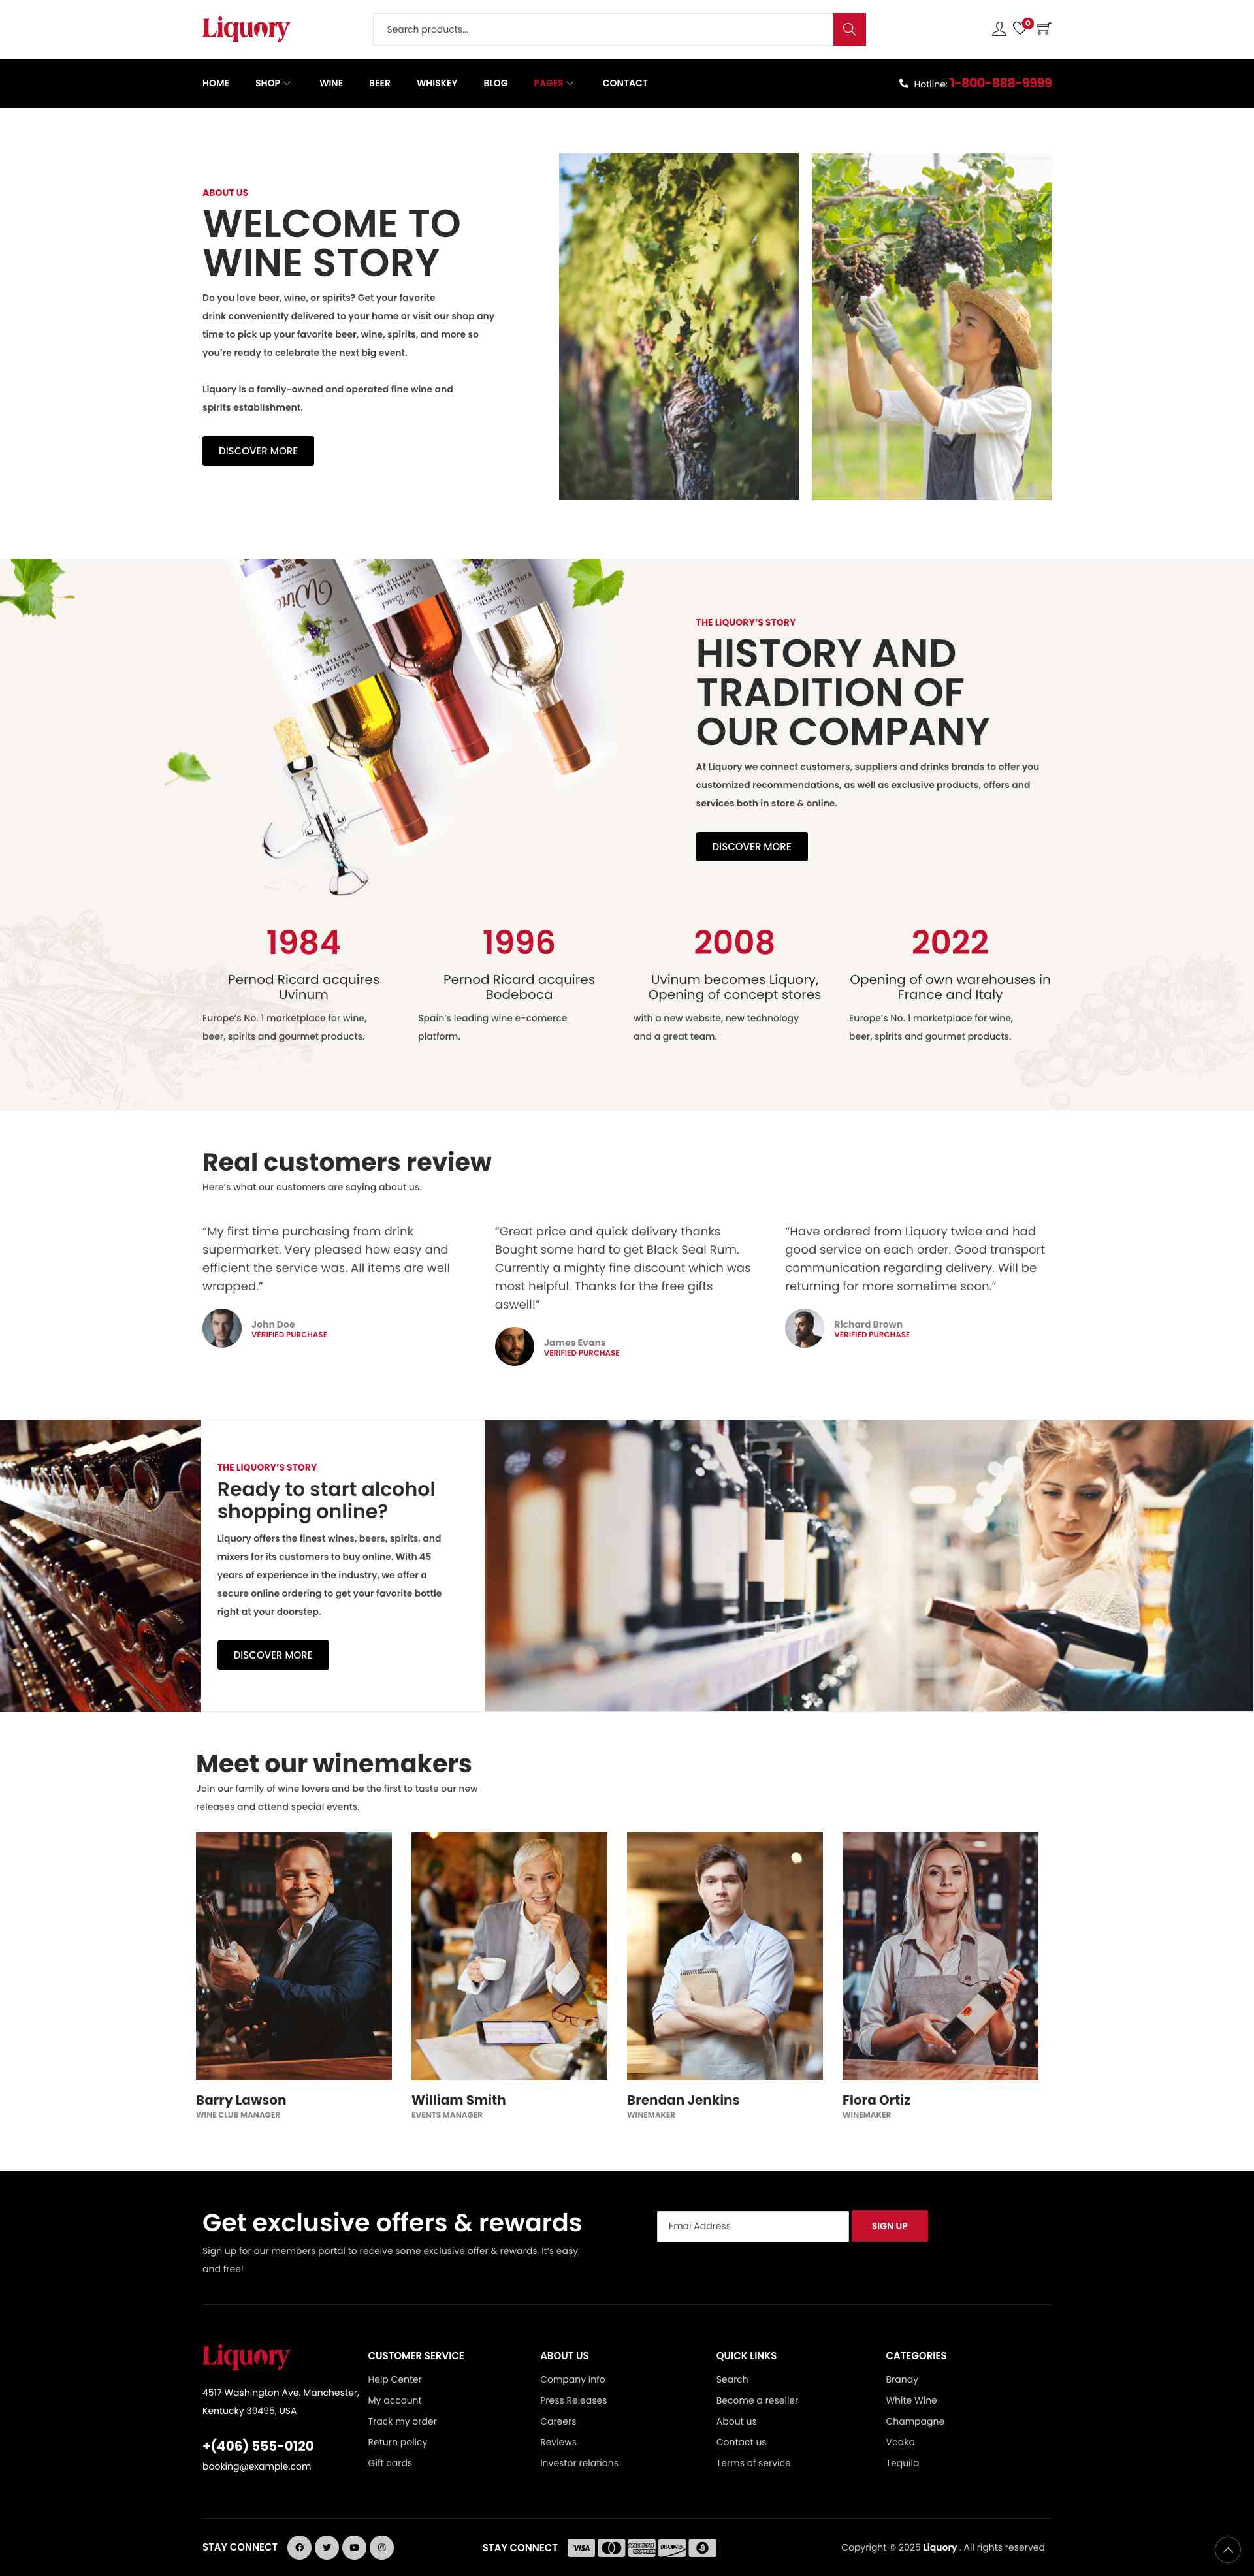 Liquory
Search products...
0
HOME SHOP WINE BEER WHISKEY BLOG PAGES CONTACT
Hotline: 1-800-888-9999
ABOUT US
WELCOME TO
WINE STORY
Do you love beer, wine, or spirits? Get your favorite
drink conveniently delivered to your home or visit our shop any
time to pick up your favorite beer, wine, spirits, and more so
you’re ready to celebrate the next big event.
Liquory is a family-owned and operated fine wine and
spirits establishment.
DISCOVER MORE
Wine
A REALISTIC
WINE BOTTLE MOCK
THE LIQUORY’S STORY
HISTORY AND
TRADITION OF
OUR COMPANY
At Liquory we connect customers, suppliers and drinks brands to offer you
customized recommendations, as well as exclusive products, offers and
services both in store & online.
DISCOVER MORE
1984
Pernod Ricard acquires
Uvinum
Europe’s No. 1 marketplace for wine,
beer, spirits and gourmet products.
1996
Pernod Ricard acquires
Bodeboca
Spain’s leading wine e-comerce
platform.
2008
Uvinum becomes Liquory,
Opening of concept stores
with a new website, new technology
and a great team.
2022
Opening of own warehouses in
France and Italy
Europe’s No. 1 marketplace for wine,
beer, spirits and gourmet products.
Real customers review
Here’s what our customers are saying about us.
“My first time purchasing from drink
supermarket. Very pleased how easy and
efficient the service was. All items are well
wrapped.”
John Doe
VERIFIED PURCHASE
“Great price and quick delivery thanks
Bought some hard to get Black Seal Rum.
Currently a mighty fine discount which was
most helpful. Thanks for the free gifts
aswell!”
James Evans
VERIFIED PURCHASE
“Have ordered from Liquory twice and had
good service on each order. Good transport
communication regarding delivery. Will be
returning for more sometime soon.”
Richard Brown
VERIFIED PURCHASE
THE LIQUORY’S STORY
Ready to start alcohol
shopping online?
Liquory offers the finest wines, beers, spirits, and
mixers for its customers to buy online. With 45
years of experience in the industry, we offer a
secure online ordering to get your favorite bottle
right at your doorstep.
DISCOVER MORE
Meet our winemakers
Join our family of wine lovers and be the first to taste our new
releases and attend special events.
Barry Lawson
WINE CLUB MANAGER
William Smith
EVENTS MANAGER
Brendan Jenkins
WINEMAKER
Flora Ortiz
WINEMAKER
Get exclusive offers & rewards
Sign up for our members portal to receive some exclusive offer & rewards. It’s easy
and free!
Emai Address
SIGN UP
Liquory
4517 Washington Ave. Manchester,
Kentucky 39495, USA
+(406) 555-0120
booking@example.com
CUSTOMER SERVICE
Help Center
My account
Track my order
Return policy
Gift cards
ABOUT US
Company info
Press Releases
Careers
Reviews
Investor relations
QUICK LINKS
Search
Become a reseller
About us
Contact us
Terms of service
CATEGORIES
Brandy
White Wine
Champagne
Vodka
Tequila
STAY CONNECT
STAY CONNECT
VISA
AMERICAN EXPRESS
DISCOVER
Copyright © 2025 Liquory . All rights reserved